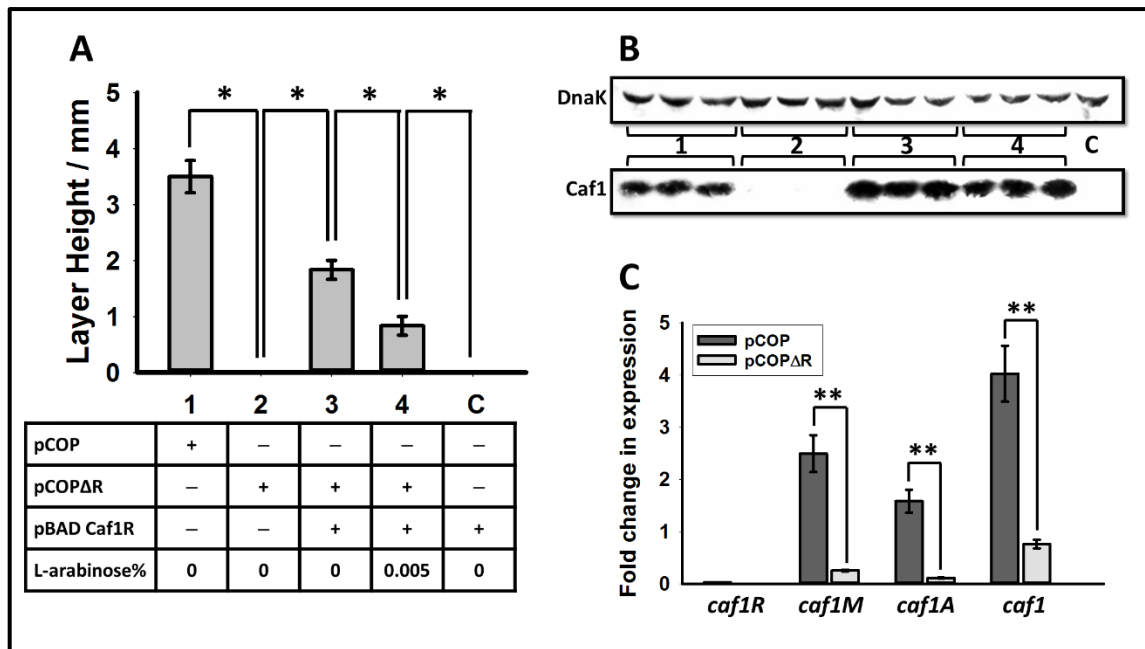 A
Layer Height / mm
5
4
3
2
1
0
* * * *
1 2 3 4 C
pCOP + – – – –
pCOPΔR – + + + –
pBAD Caf1R – – + + +
L-arabinose% 0 0 0 0.005 0
B
DnaK
1 2 3 4 C
Caf1
C
Fold change in expression
5
4
3
2
1
0
pCOP
pCOPΔR
** ** **
caf1R caf1M caf1A caf1